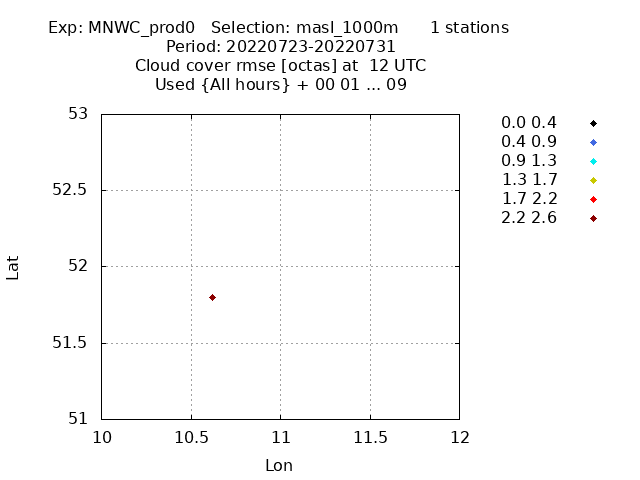 Exp: MNWC_prod0 Selection: masl_1000m 1 stations
Period: 20220723-20220731
Cloud cover rmse [octas] at 12 UTC
Used {All hours} + 00 01 ... 09
53
52.5
52
51.5
51
Lat
10 10.5 11 11.5 12
Lon
0.0 0.4
0.4 0.9
0.9 1.3
1.3 1.7
1.7 2.2
2.2 2.6